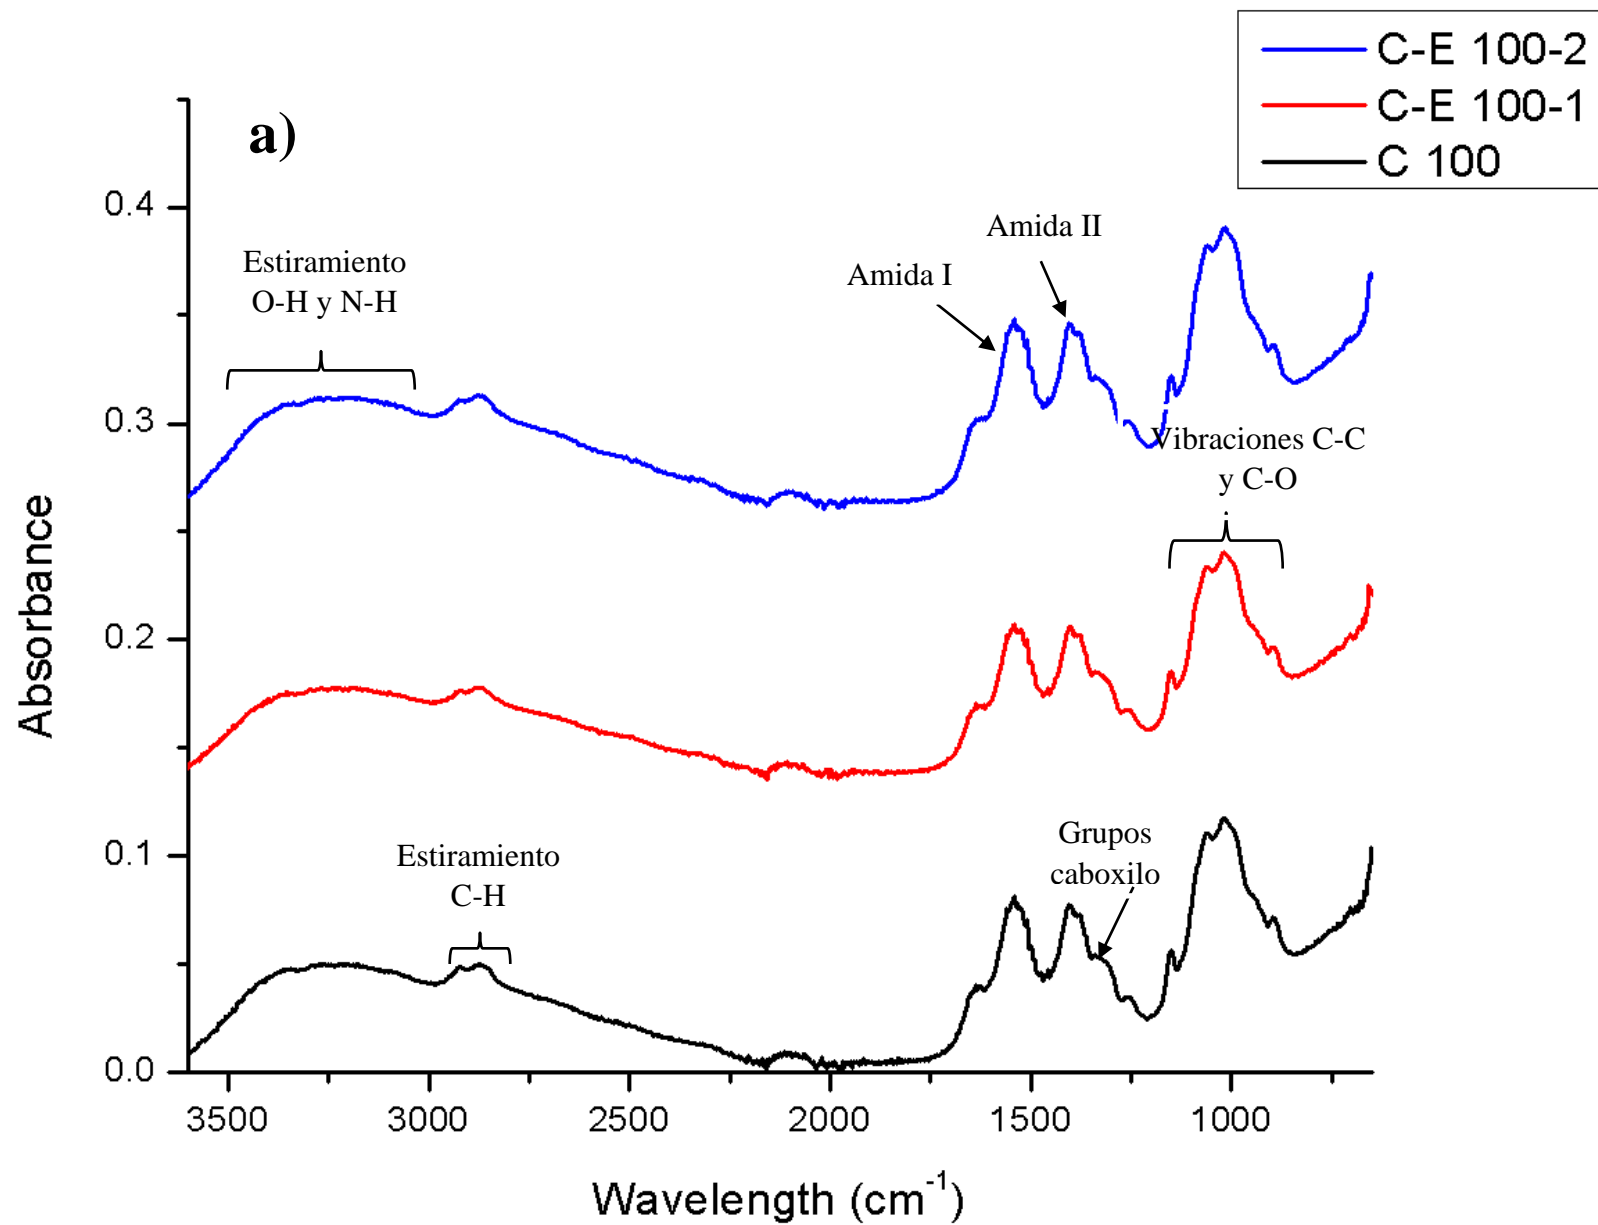 C-E 100-2
C-E 100-1
C 100
a)
0.4
0.3
0.2
0.1
0.0
Absorbance
Estiramiento
O-H y N-H
Amida I
Amida II
Vibraciones C-C
y C-O
Estiramiento
C-H
Grupos
caboxilo
3500
3000
2500
2000
1500
1000
Wavelength (cm-1)